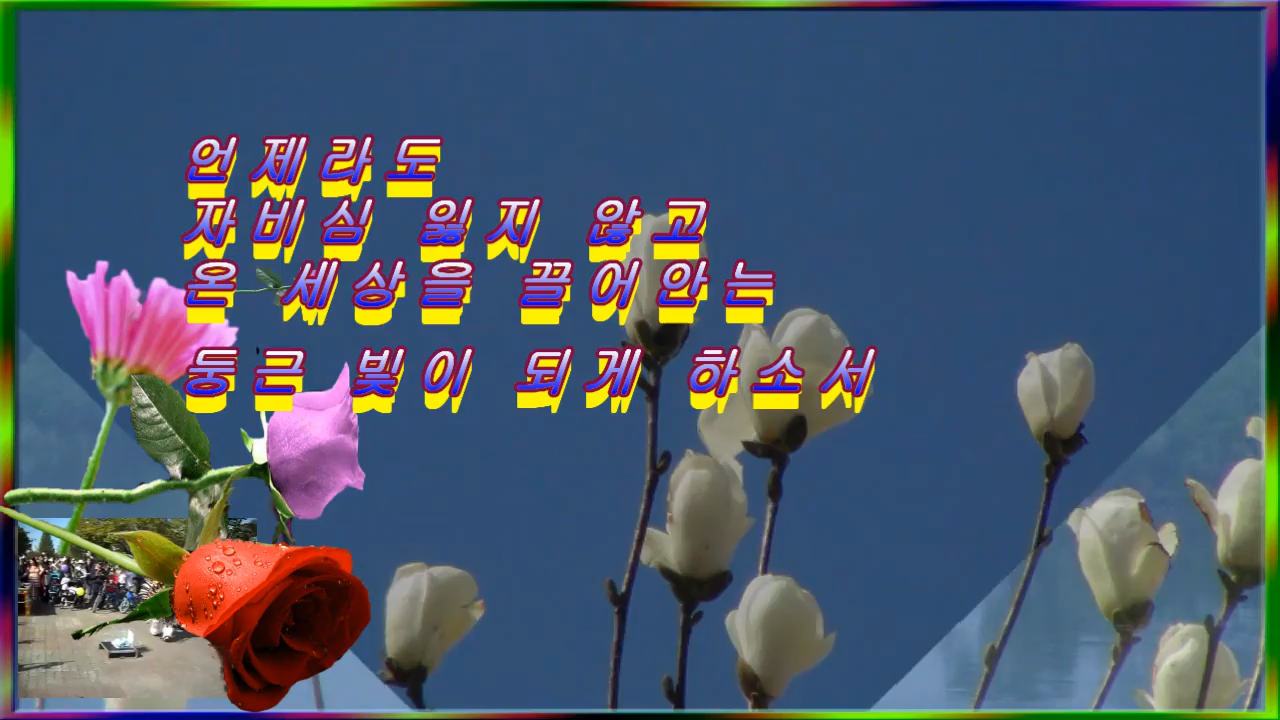 언제라도
자비심 잃지 않고
온 세상을 끌어안는
둥근 빛이 되게 하소서